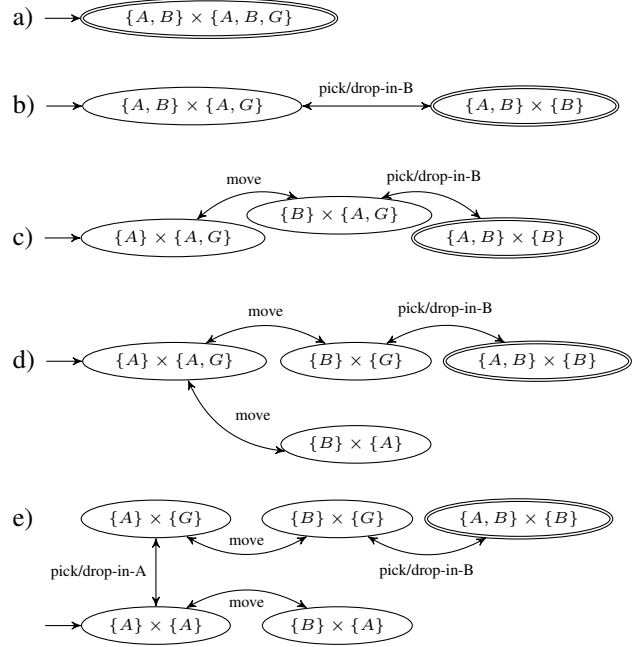 a) {A, B} × {A, B, G}
pick/drop-in-B
b) {A, B} × {A, G} {A, B} × {B}
move pick/drop-in-B
{B} × {A, G}
c) {A} × {A, G} {A, B} × {B}
move pick/drop-in-B
d) {A} × {A, G} {B} × {G} {A, B} × {B}
move
{B} × {A}
e) {A} × {G} {B} × {G} {A, B} × {B}
move
pick/drop-in-A pick/drop-in-B
move
{A} × {A} {B} × {A}